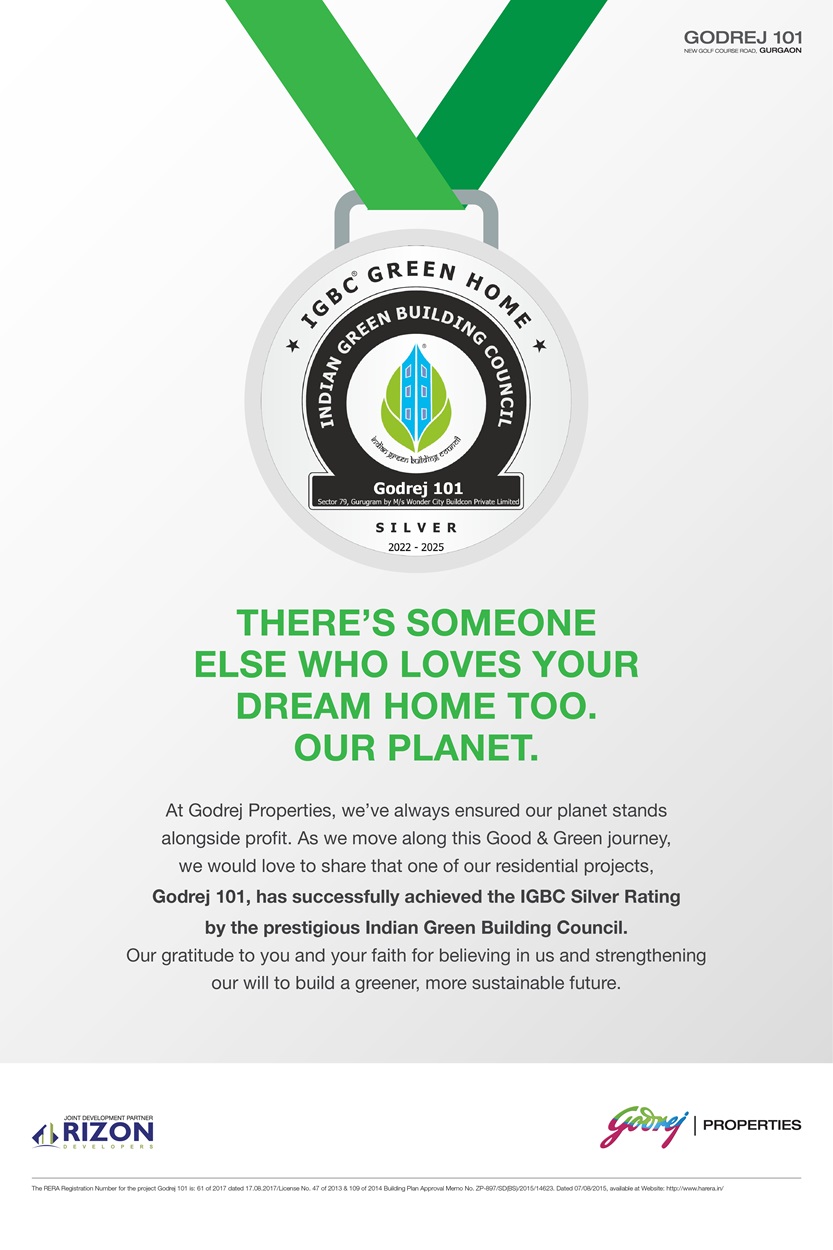 GODREJ 101
NEW GOLF COURSE ROAD, GURGAON
★ IGBC® GREEN HOME ★
INDIAN GREEN BUILDING COUNCIL
®
indian green building council
Godrej 101
Sector 79, Gurugram by M/s Wonder City Buildcon Private Limited
SILVER
2022 - 2025
THERE'S SOMEONE
ELSE WHO LOVES YOUR
DREAM HOME TOO.
OUR PLANET.
At Godrej Properties, we've always ensured our planet stands
alongside profit. As we move along this Good & Green journey,
we would love to share that one of our residential projects,
Godrej 101, has successfully achieved the IGBC Silver Rating
by the prestigious Indian Green Building Council.
Our gratitude to you and your faith for believing in us and strengthening
our will to build a greener, more sustainable future.
JOINT DEVELOPMENT PARTNER
RIZON
DEVELOPERS
Godrej | PROPERTIES
The RERA Registration Number for the project Godrej 101 is: 61 of 2017 dated 17.08.2017/License No. 47 of 2013 & 109 of 2014 Building Plan Approval Memo No. ZP-897/SD(BS)/2015/14623. Dated 07/08/2015, available at Website: http://www.harera.in/